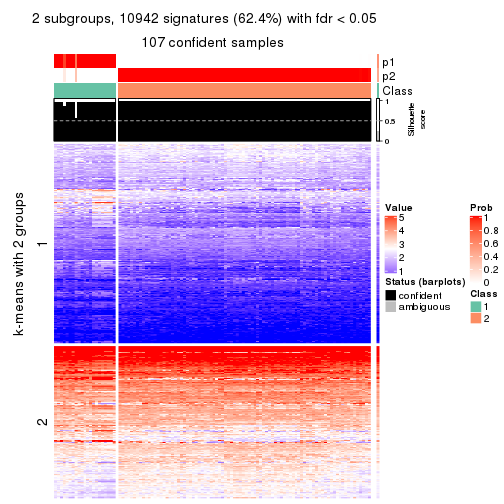 2 subgroups, 10942 signatures (62.4%) with fdr < 0.05
107 confident samples
p1
p2
Class
1
0.5
0
Silhouette
score
k-means with 2 groups
1
2
Value
5
4
3
2
1
Status (barplots)
confident
ambiguous
Prob
1
0.8
0.6
0.4
0.2
0
Class
1
2